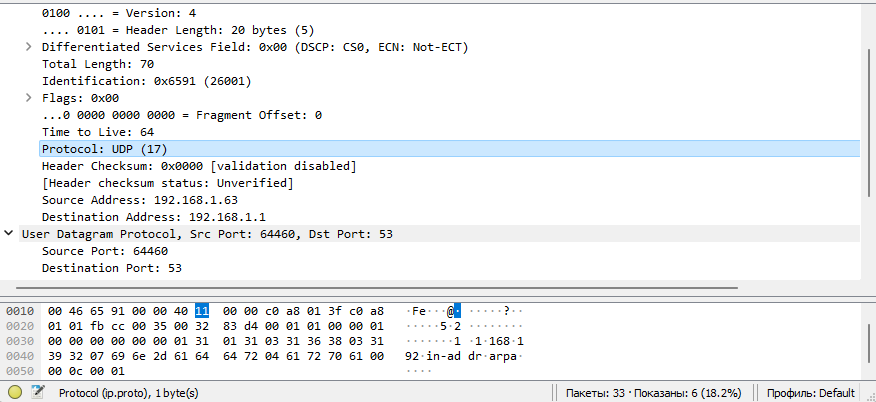 0100 .... = Version: 4
.... 0101 = Header Length: 20 bytes (5)
Differentiated Services Field: 0x00 (DSCP: CS0, ECN: Not-ECT)
Total Length: 70
Identification: 0x6591 (26001)
Flags: 0x00
...0 0000 0000 0000 = Fragment Offset: 0
Time to Live: 64
Protocol: UDP (17)
Header Checksum: 0x0000 [validation disabled]
[Header checksum status: Unverified]
Source Address: 192.168.1.63
Destination Address: 192.168.1.1
User Datagram Protocol, Src Port: 64460, Dst Port: 53
Source Port: 64460
Destination Port: 53
0010 00 46 65 91 00 00 40 11 00 00 c0 a8 01 3f c0 a8 ·Fe···@· ·····?··
0020 01 01 fb cc 00 35 00 32 83 d4 00 01 01 00 00 01 ·····5·2 ········
0030 00 00 00 00 00 00 01 31 01 31 03 31 36 38 03 31 ·······1 ·1·168·1
0040 39 32 07 69 6e 2d 61 64 64 72 04 61 72 70 61 00 92·in-ad dr·arpa·
0050 00 0c 00 01 ····
Protocol (ip.proto), 1 byte(s)
Пакеты: 33 · Показаны: 6 (18.2%)
Профиль: Default